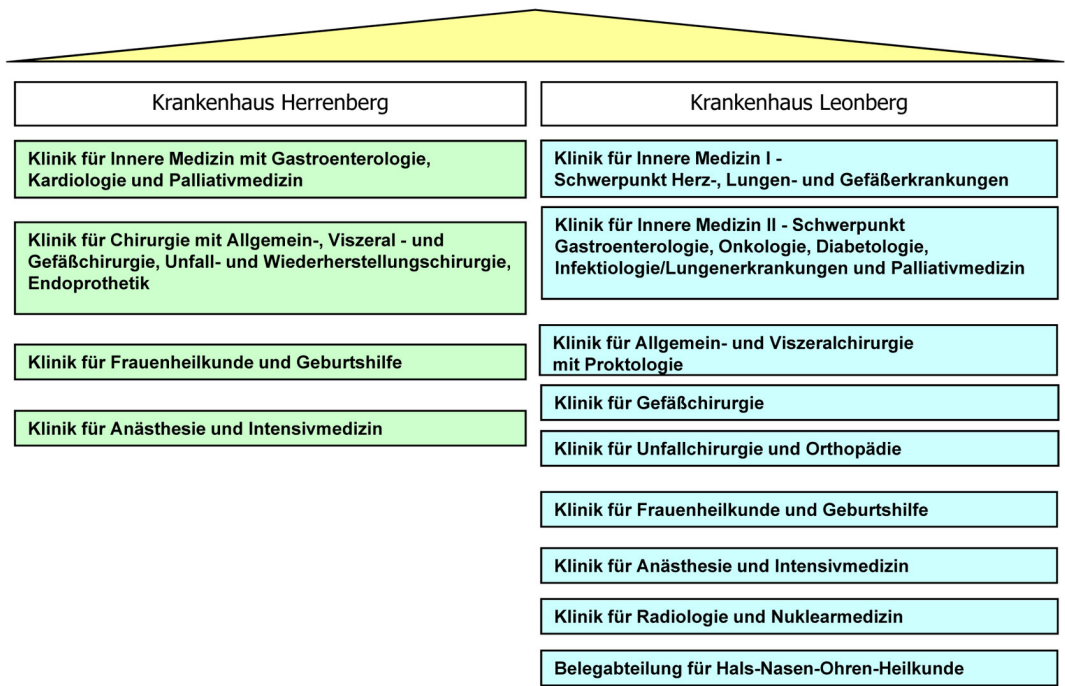 Krankenhaus Herrenberg
Klinik für Innere Medizin mit Gastroenterologie,
Kardiologie und Palliativmedizin
Klinik für Chirurgie mit Allgemein-, Viszeral - und
Gefäßchirurgie, Unfall- und Wiederherstellungschirurgie,
Endoprothetik
Klinik für Frauenheilkunde und Geburtshilfe
Klinik für Anästhesie und Intensivmedizin
Krankenhaus Leonberg
Klinik für Innere Medizin I -
Schwerpunkt Herz-, Lungen- und Gefäßerkrankungen
Klinik für Innere Medizin II - Schwerpunkt
Gastroenterologie, Onkologie, Diabetologie,
Infektiologie/Lungenerkrankungen und Palliativmedizin
Klinik für Allgemein- und Viszeralchirurgie
mit Proktologie
Klinik für Gefäßchirurgie
Klinik für Unfallchirurgie und Orthopädie
Klinik für Frauenheilkunde und Geburtshilfe
Klinik für Anästhesie und Intensivmedizin
Klinik für Radiologie und Nuklearmedizin
Belegabteilung für Hals-Nasen-Ohren-Heilkunde